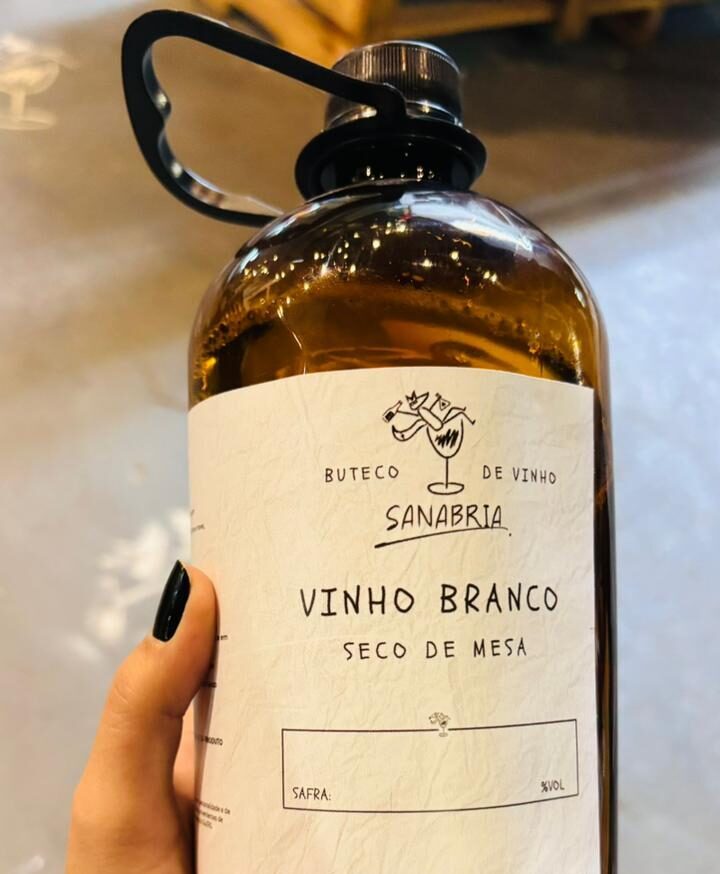 BUTECO DE VINHO
SANABRIA
VINHO BRANCO
SECO DE MESA
SAFRA: %VOL